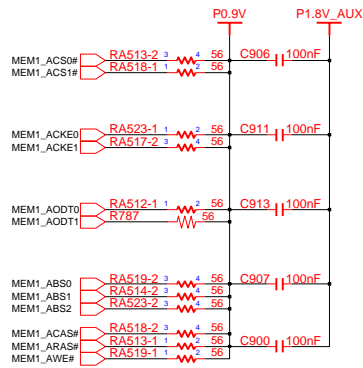 P0.9V P1.8V_AUX
MEM1_ACS0# RA513-2 3 4 56 C906 100nF
MEM1_ACS1# RA518-1 1 2 56
MEM1_ACKE0 RA523-1 1 2 56 C911 100nF
MEM1_ACKE1 RA517-2 3 4 56
MEM1_AODT0 RA512-1 1 2 56 C913 100nF
MEM1_AODT1 R787 56
MEM1_ABS0 RA519-2 3 4 56 C907 100nF
MEM1_ABS1 RA514-2 3 4 56
MEM1_ABS2 RA523-2 3 4 56
MEM1_ACAS# RA518-2 3 4 56
MEM1_ARAS# RA513-1 1 2 56 C900 100nF
MEM1_AWE# RA519-1 1 2 56